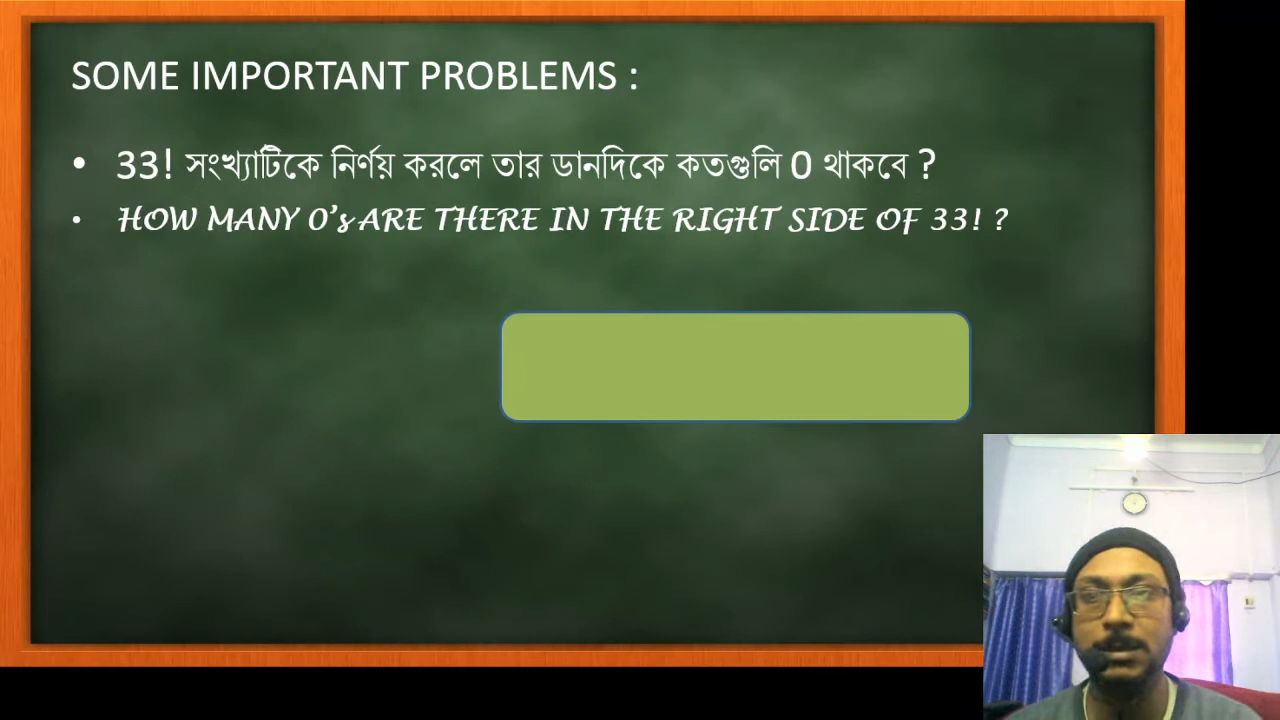 SOME IMPORTANT PROBLEMS :
• 33! সংখ্যাটিকে নির্ণয় করলে তার ডানদিকে কতগুলি 0 থাকবে ?
• HOW MANY 0's ARE THERE IN THE RIGHT SIDE OF 33! ?